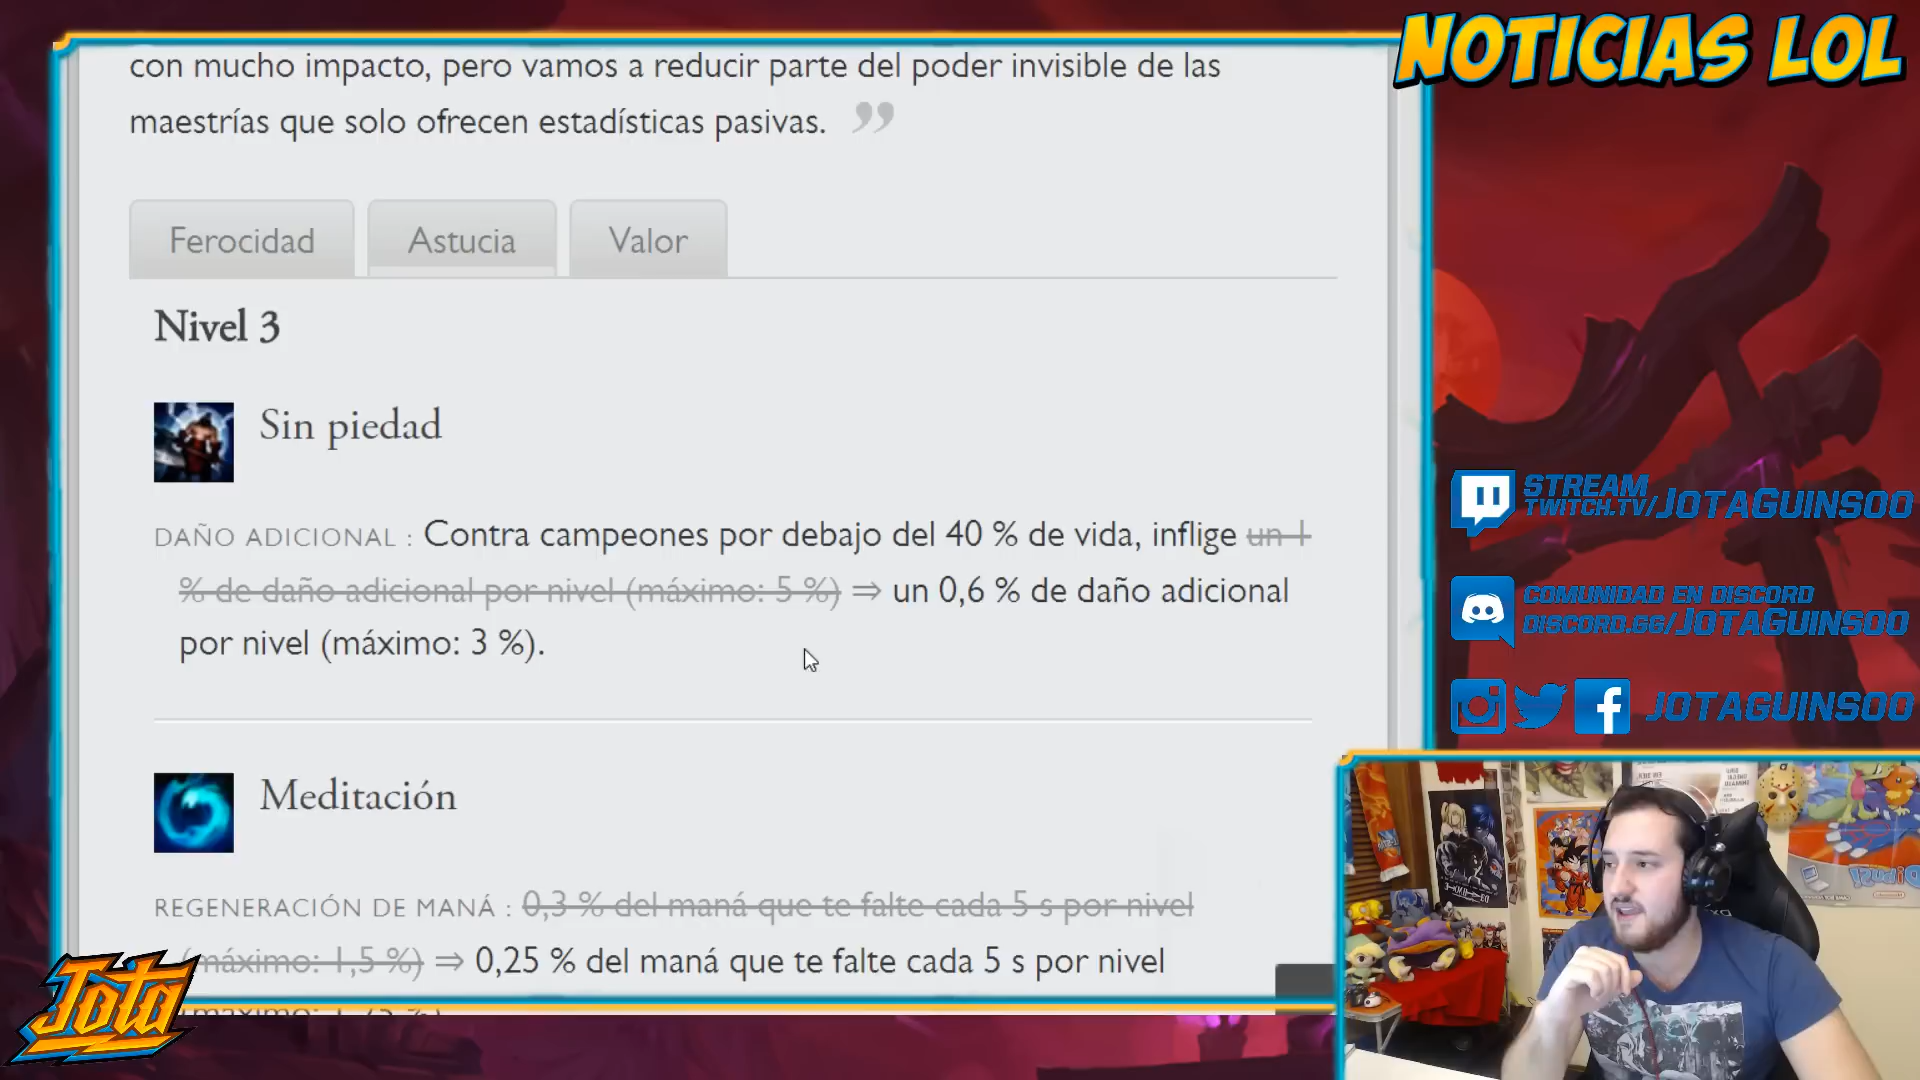 NOTICIAS LOL
con mucho impacto, pero vamos a reducir parte del poder invisible de las
maestrías que solo ofrecen estadísticas pasivas. ”
Ferocidad
Astucia
Valor
Nivel 3
Sin piedad
DAÑO ADICIONAL : Contra campeones por debajo del 40 % de vida, inflige un 1
% de daño adicional por nivel (máximo: 5 %) ⇒ un 0,6 % de daño adicional
por nivel (máximo: 3 %).
Meditación
REGENERACIÓN DE MANÁ : 0,3 % del maná que te falte cada 5 s por nivel
(máximo: 1,5 %) ⇒ 0,25 % del maná que te falte cada 5 s por nivel
Jota
STREAM
TWITCH.TV/JOTAGUINSOO
COMUNIDAD EN DISCORD
DISCORD.GG/JOTAGUINSOO
JOTAGUINSOO